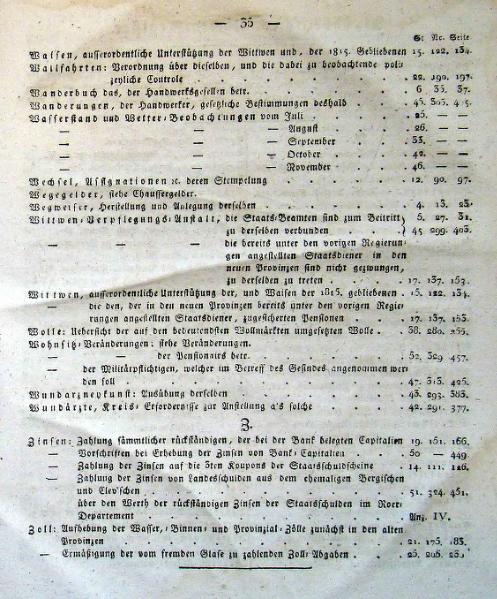 — 35 —
St. Nc. Seite
Waisen, ausserordentliche Unterstützung der Wittwen und, der 1815. Gebliebenen 15. 122. 134.
Wallfahrten: Verordnung über dieselben, und die dabei zu beobachtende poli
zeyliche Controle . . . . . . 22. 190. 197.
Wanderbuch das, der Handwerksgesellen betr. . . . . 6 35. 37.
Wanderungen, der Handwerker, gesetzliche Bestimmungen deshalb . . 45. 305.
Wasserstand und Wetter-Beobachtungen vom Juli . . . . 25. — —
— — — August . . . . 26. — —
— — — September . . . . 35. — —
— — — October . . . . 42. — —
— — — November . . . . 46. — —
Wechsel, Assignationen ꝛc. deren Stempelung . . . . 12. 90. 97.
Wegegelder, siehe Chausseegelder.
Wegweiser, Herstellung und Anlegung derselben . . . . 4. 13. 23.
Wittwen-Verpflegungs-Anstalt, die Staats-Beamten sind zum Beitritt 5. 27. 31.
zu derselben verbunden . . 45 299. 403.
— — die bereits unter den vorigen Regierun-
gen angestellten Staatsdiener in den
neuen Provinzen sind nicht gezwungen,
zu derselben zu treten . . 17. 137. 153.
Wittwen, ausserordentliche Unterstützung der, und Waisen der 1815. gebliebenen . 15. 122. 134.
— die den, der in den neuen Provinzen bereits unter den vorigen Regie-
rungen angestellten Staatsdiener, zugesicherten Pensionen . . 17. 137. 153
Wolle: Uebersicht der auf den bedeutendsten Wollmärkten umgesetzten Wolle . 38. 280.
Wohnsitz-Veränderungen: siehe Veränderungen.
— — der Pensionairs betr. . . . . 52. 329 457.
— der Militärpflichtigen, welcher im Betreff des Gesindes angenommen wer
den soll . . . . . . 47. 313. 425.
Wundarzneykunst: Ausübung derselben . . . . 43. 293. 383.
Wundärzte, Kreis- Erfordernisse zur Anstellung als solche . . . 42. 291. 377.
Z.
Zinsen: Zahlung sämmtlicher rückständigen, der bei der Bank belegten Capitalien 19. 151. 166.
— Vorschriften bei Erhebung der Zinsen von Bank-Capitalien . . 50 — 449.
— Zahlung der Zinsen auf die 3ten Koupons der Staatsschuldscheine . 14. 111. 126.
— Zahlung der Zinsen von Landesschulden aus dem ehemaligen Bergischen
und Clev'schen . . . . . . 51. 324. 451.
— über den Werth der rückständigen Zinsen der Staatsschulden im Roer-
Departement . . . . . . Anz. IV.
Zoll: Aufhebung der Wasser-, Binnen- und Provinzial-Zölle zunächst in den alten
Provinzen . . . . . . 21. 175. 183.
— Ermäßigung der vom fremden Glase zu zahlenden Zoll-Abgaben .